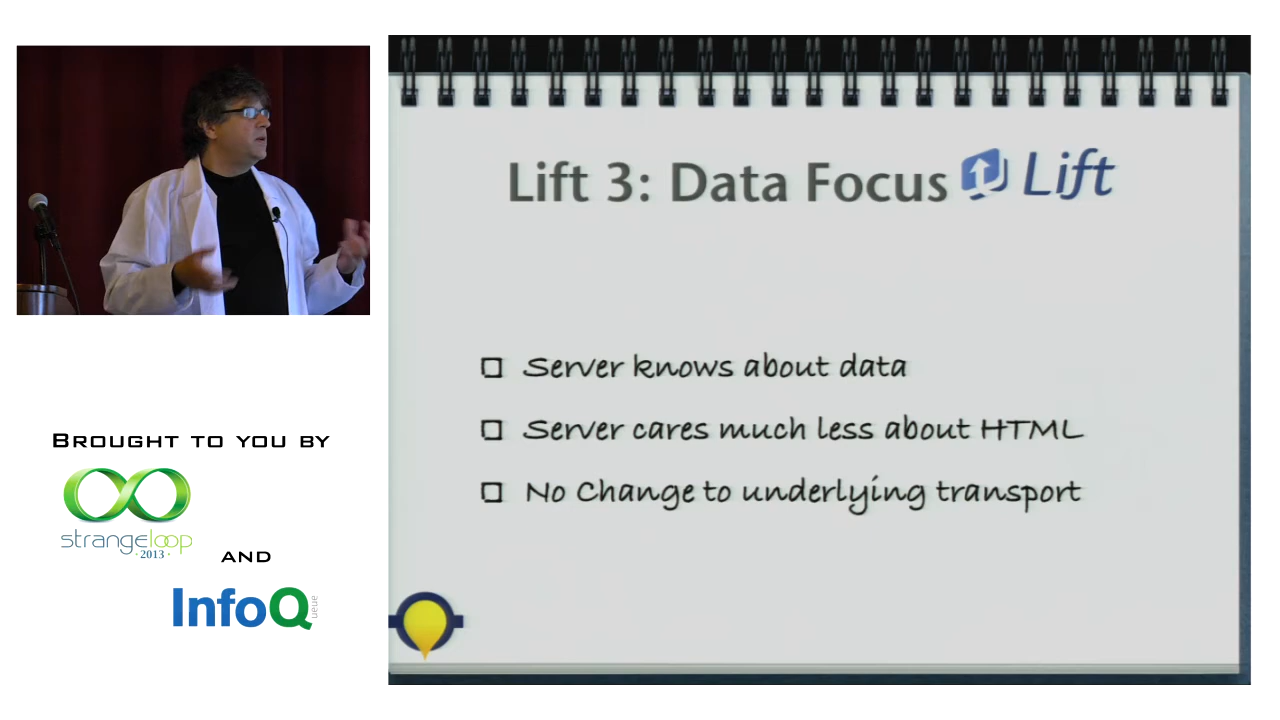 Lift 3: Data Focus Lift
Server knows about data
Server cares much less about HTML
No Change to underlying transport
BROUGHT TO YOU BY
strangeloop
· 2013 ·
AND
InfoQueue